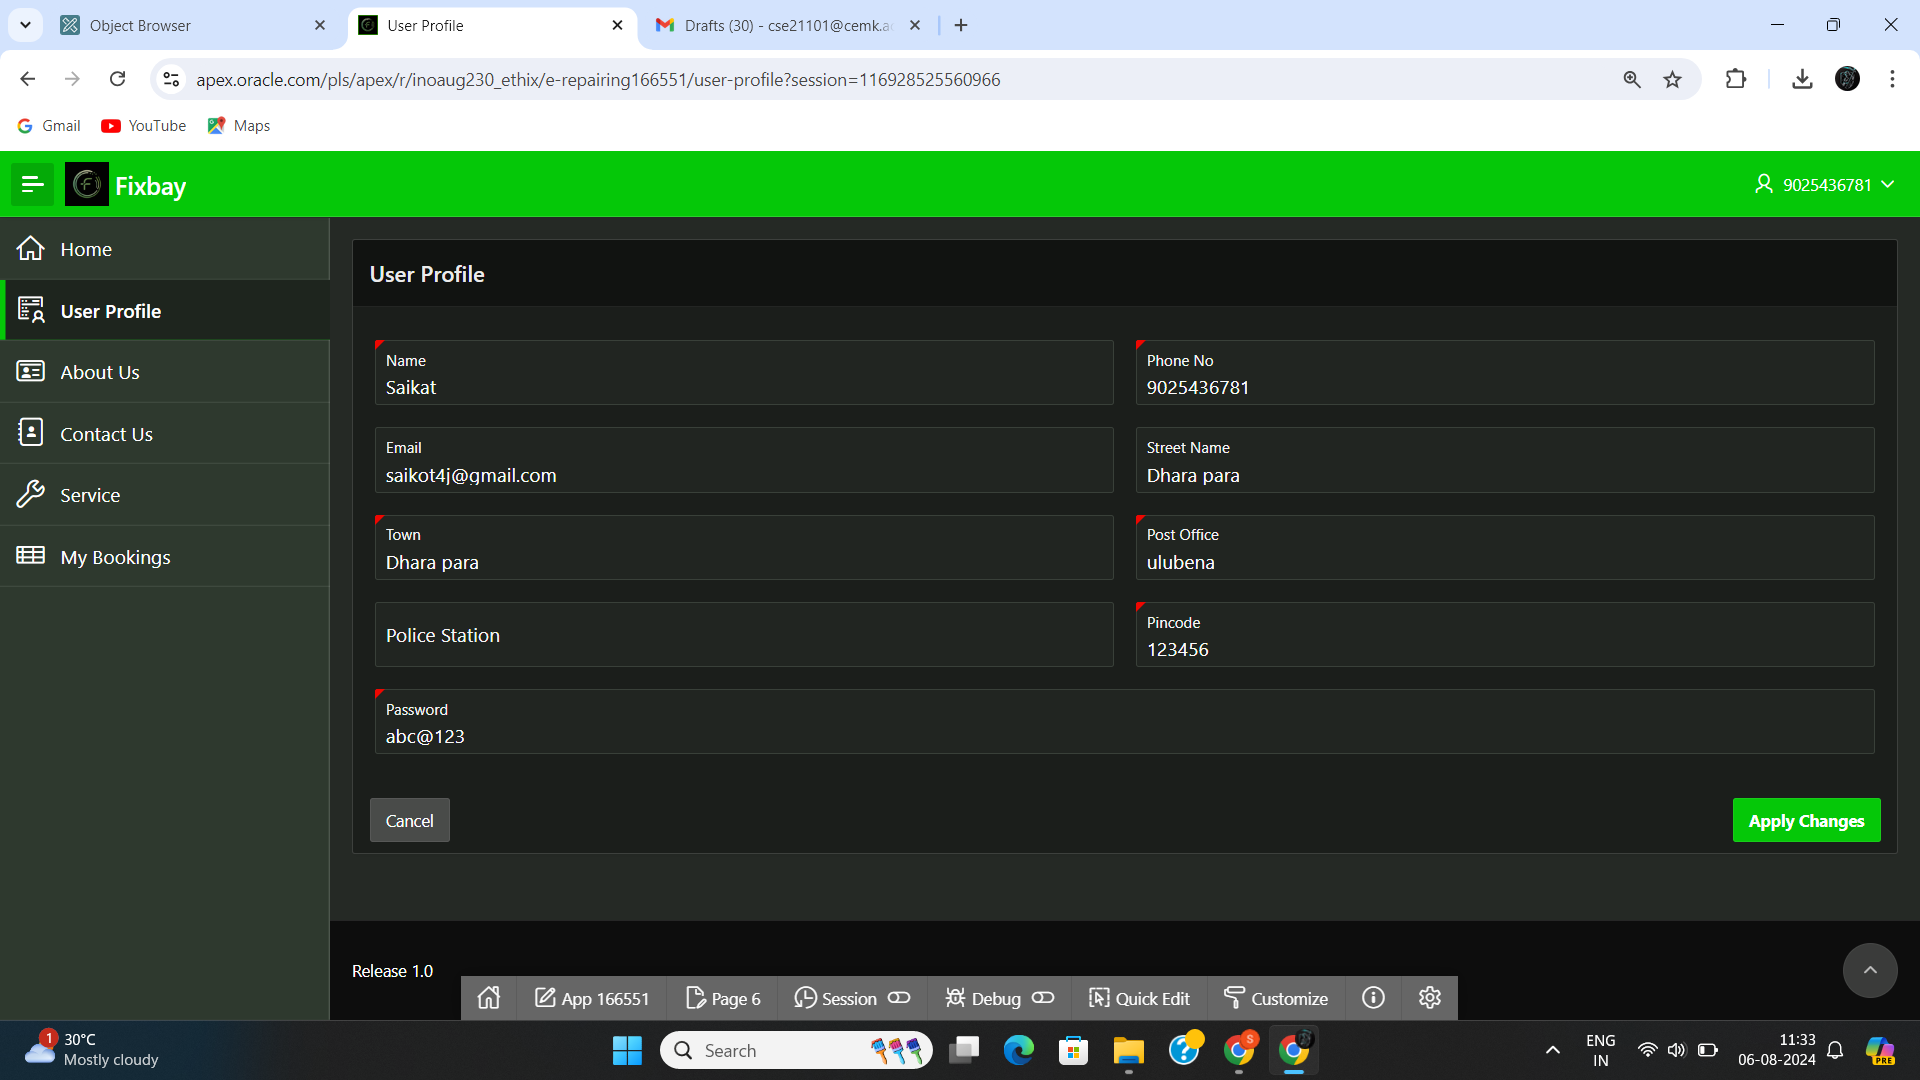 Object Browser
User Profile
Drafts (30) - cse21101@cemk.a
apex.oracle.com/pls/apex/r/inoaug230_ethix/e-repairing166551/user-profile?session=116928525560966
Gmail
YouTube
Maps
Fixbay
9025436781
Home
User Profile
About Us
Contact Us
Service
My Bookings
User Profile
Name
Saikat
Phone No
9025436781
Email
saikot4j@gmail.com
Street Name
Dhara para
Town
Dhara para
Post Office
ulubena
Police Station
Pincode
123456
Password
abc@123
Cancel
Apply Changes
Release 1.0
App 166551
Page 6
Session
Debug
Quick Edit
Customize
1
30°C
Mostly cloudy
Search
S
ENG
IN
11:33
06-08-2024
PRE